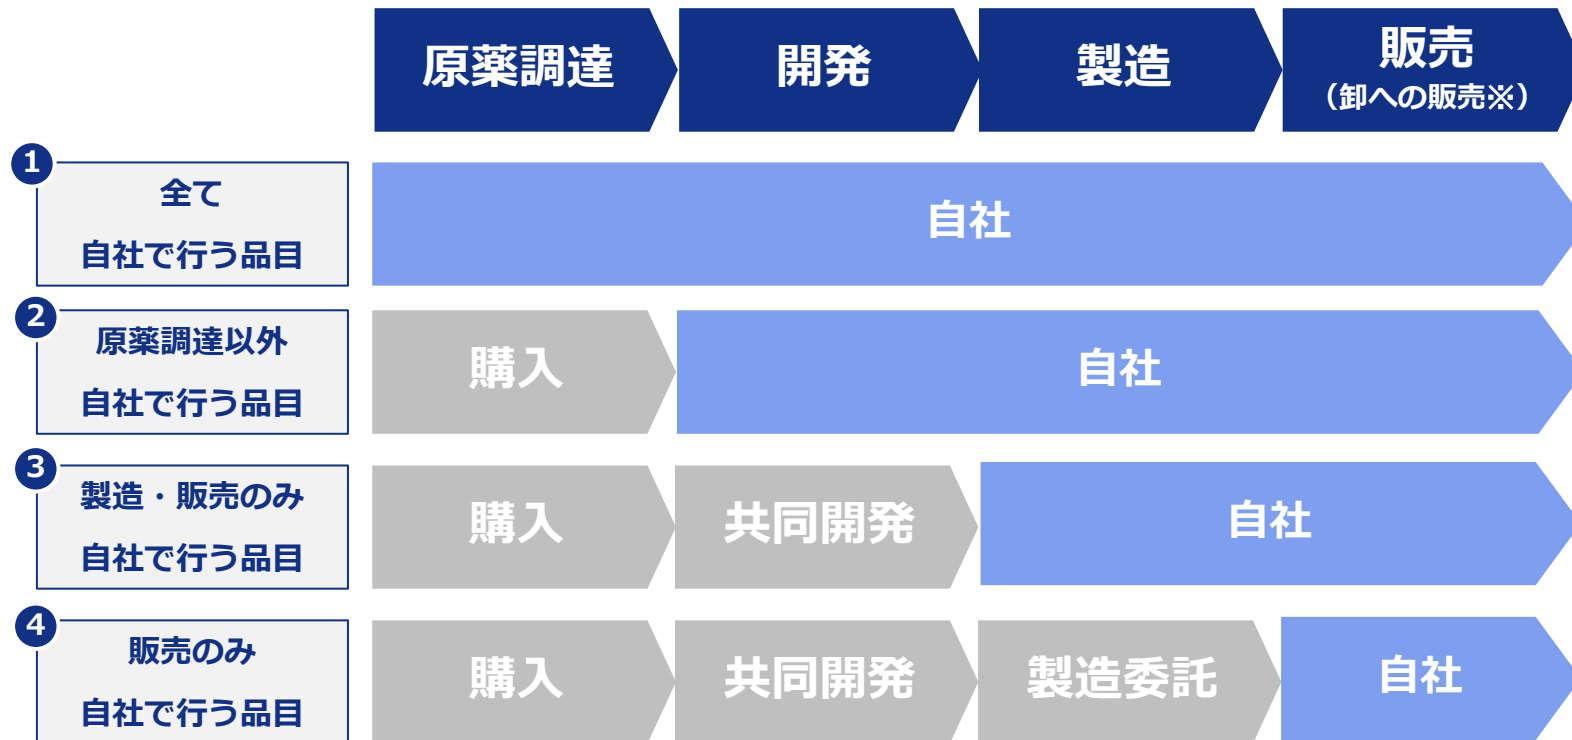 原薬調達
開発
製造
販売
（卸への販売※）
1
全て
自社で行う品目
自社
2
原薬調達以外
自社で行う品目
購入
自社
3
製造・販売のみ
自社で行う品目
購入
共同開発
自社
4
販売のみ
自社で行う品目
購入
共同開発
製造委託
自社